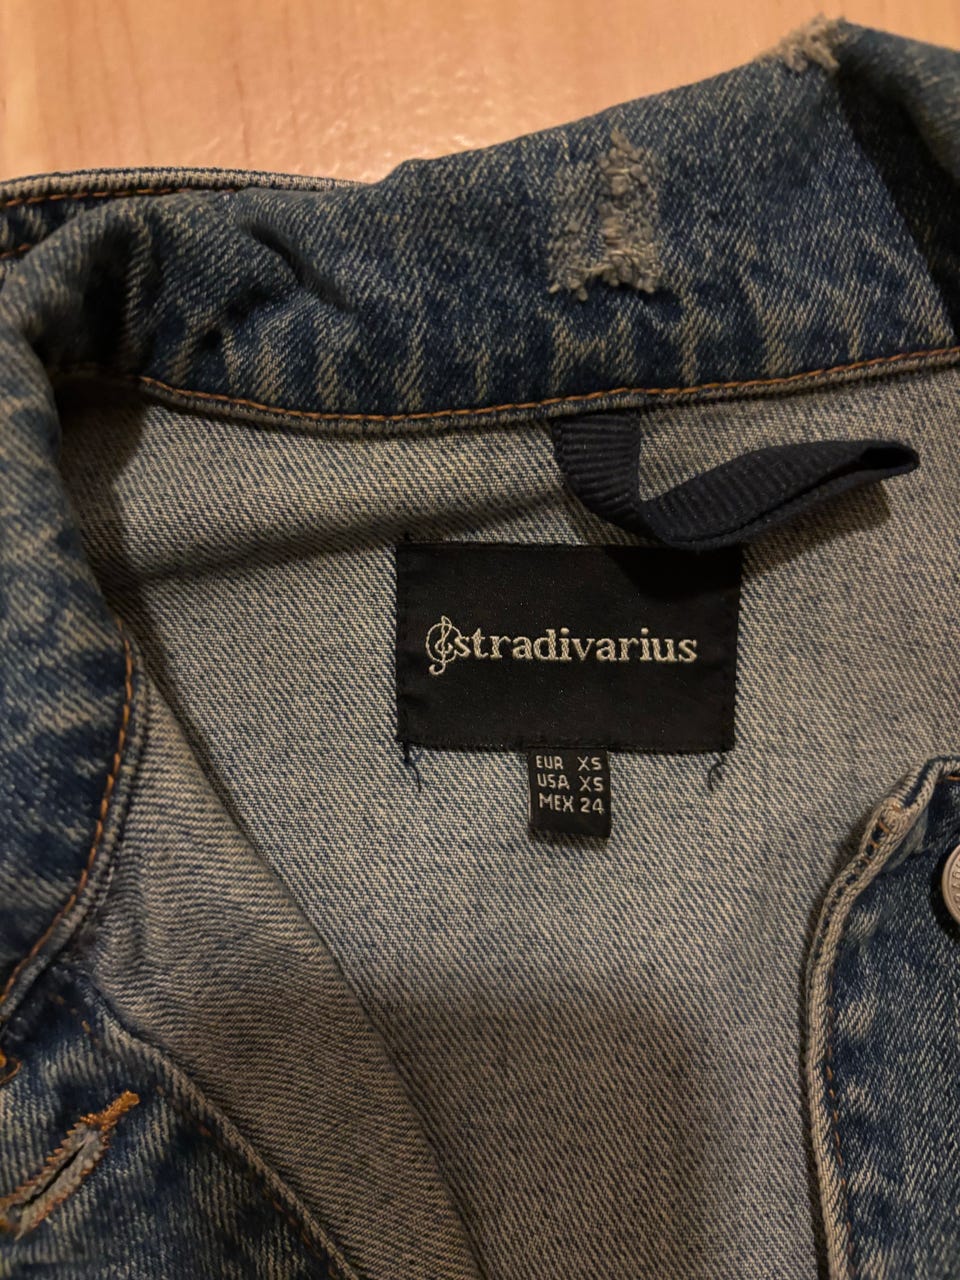 stradivarius
EUR XS
USA XS
MEX 24